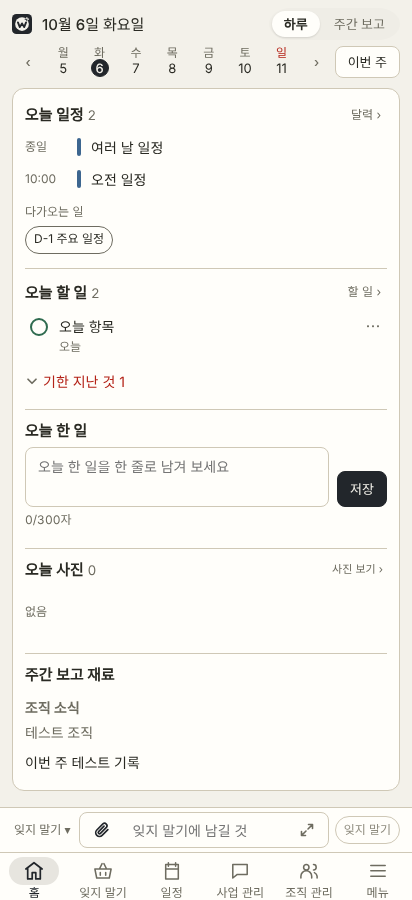 10월 6일 화요일
하루 주간 보고
‹ 월 화 수 목 금 토 일 ›
5 6 7 8 9 10 11
이번 주
오늘 일정 2
달력 ›
종일 여러 날 일정
10:00 오전 일정
다가오는 일
D-1 주요 일정
오늘 할 일 2
할 일 ›
오늘 항목
...
오늘
기한 지난 것 1
오늘 한 일
오늘 한 일을 한 줄로 남겨 보세요
저장
0/300자
오늘 사진 0
사진 보기 ›
없음
주간 보고 재료
조직 소식
테스트 조직
이번 주 테스트 기록
잊지 말기 ▾ 잊지 말기에 남길 것 잊지 말기
홈 잊지 말기 일정 사업 관리 조직 관리 메뉴